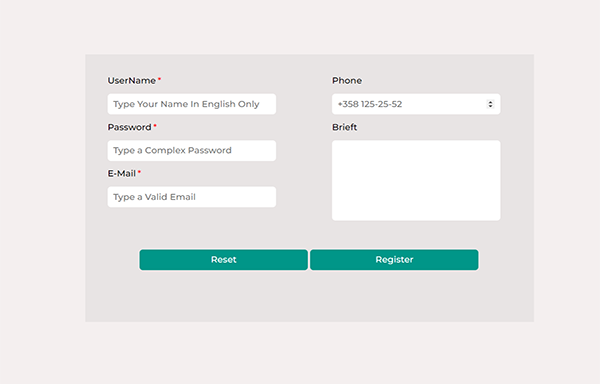 UserName *
Type Your Name In English Only
Password *
Type a Complex Password
E-Mail *
Type a Valid Email
Phone
+358 125-25-52
Brieft
Reset
Register